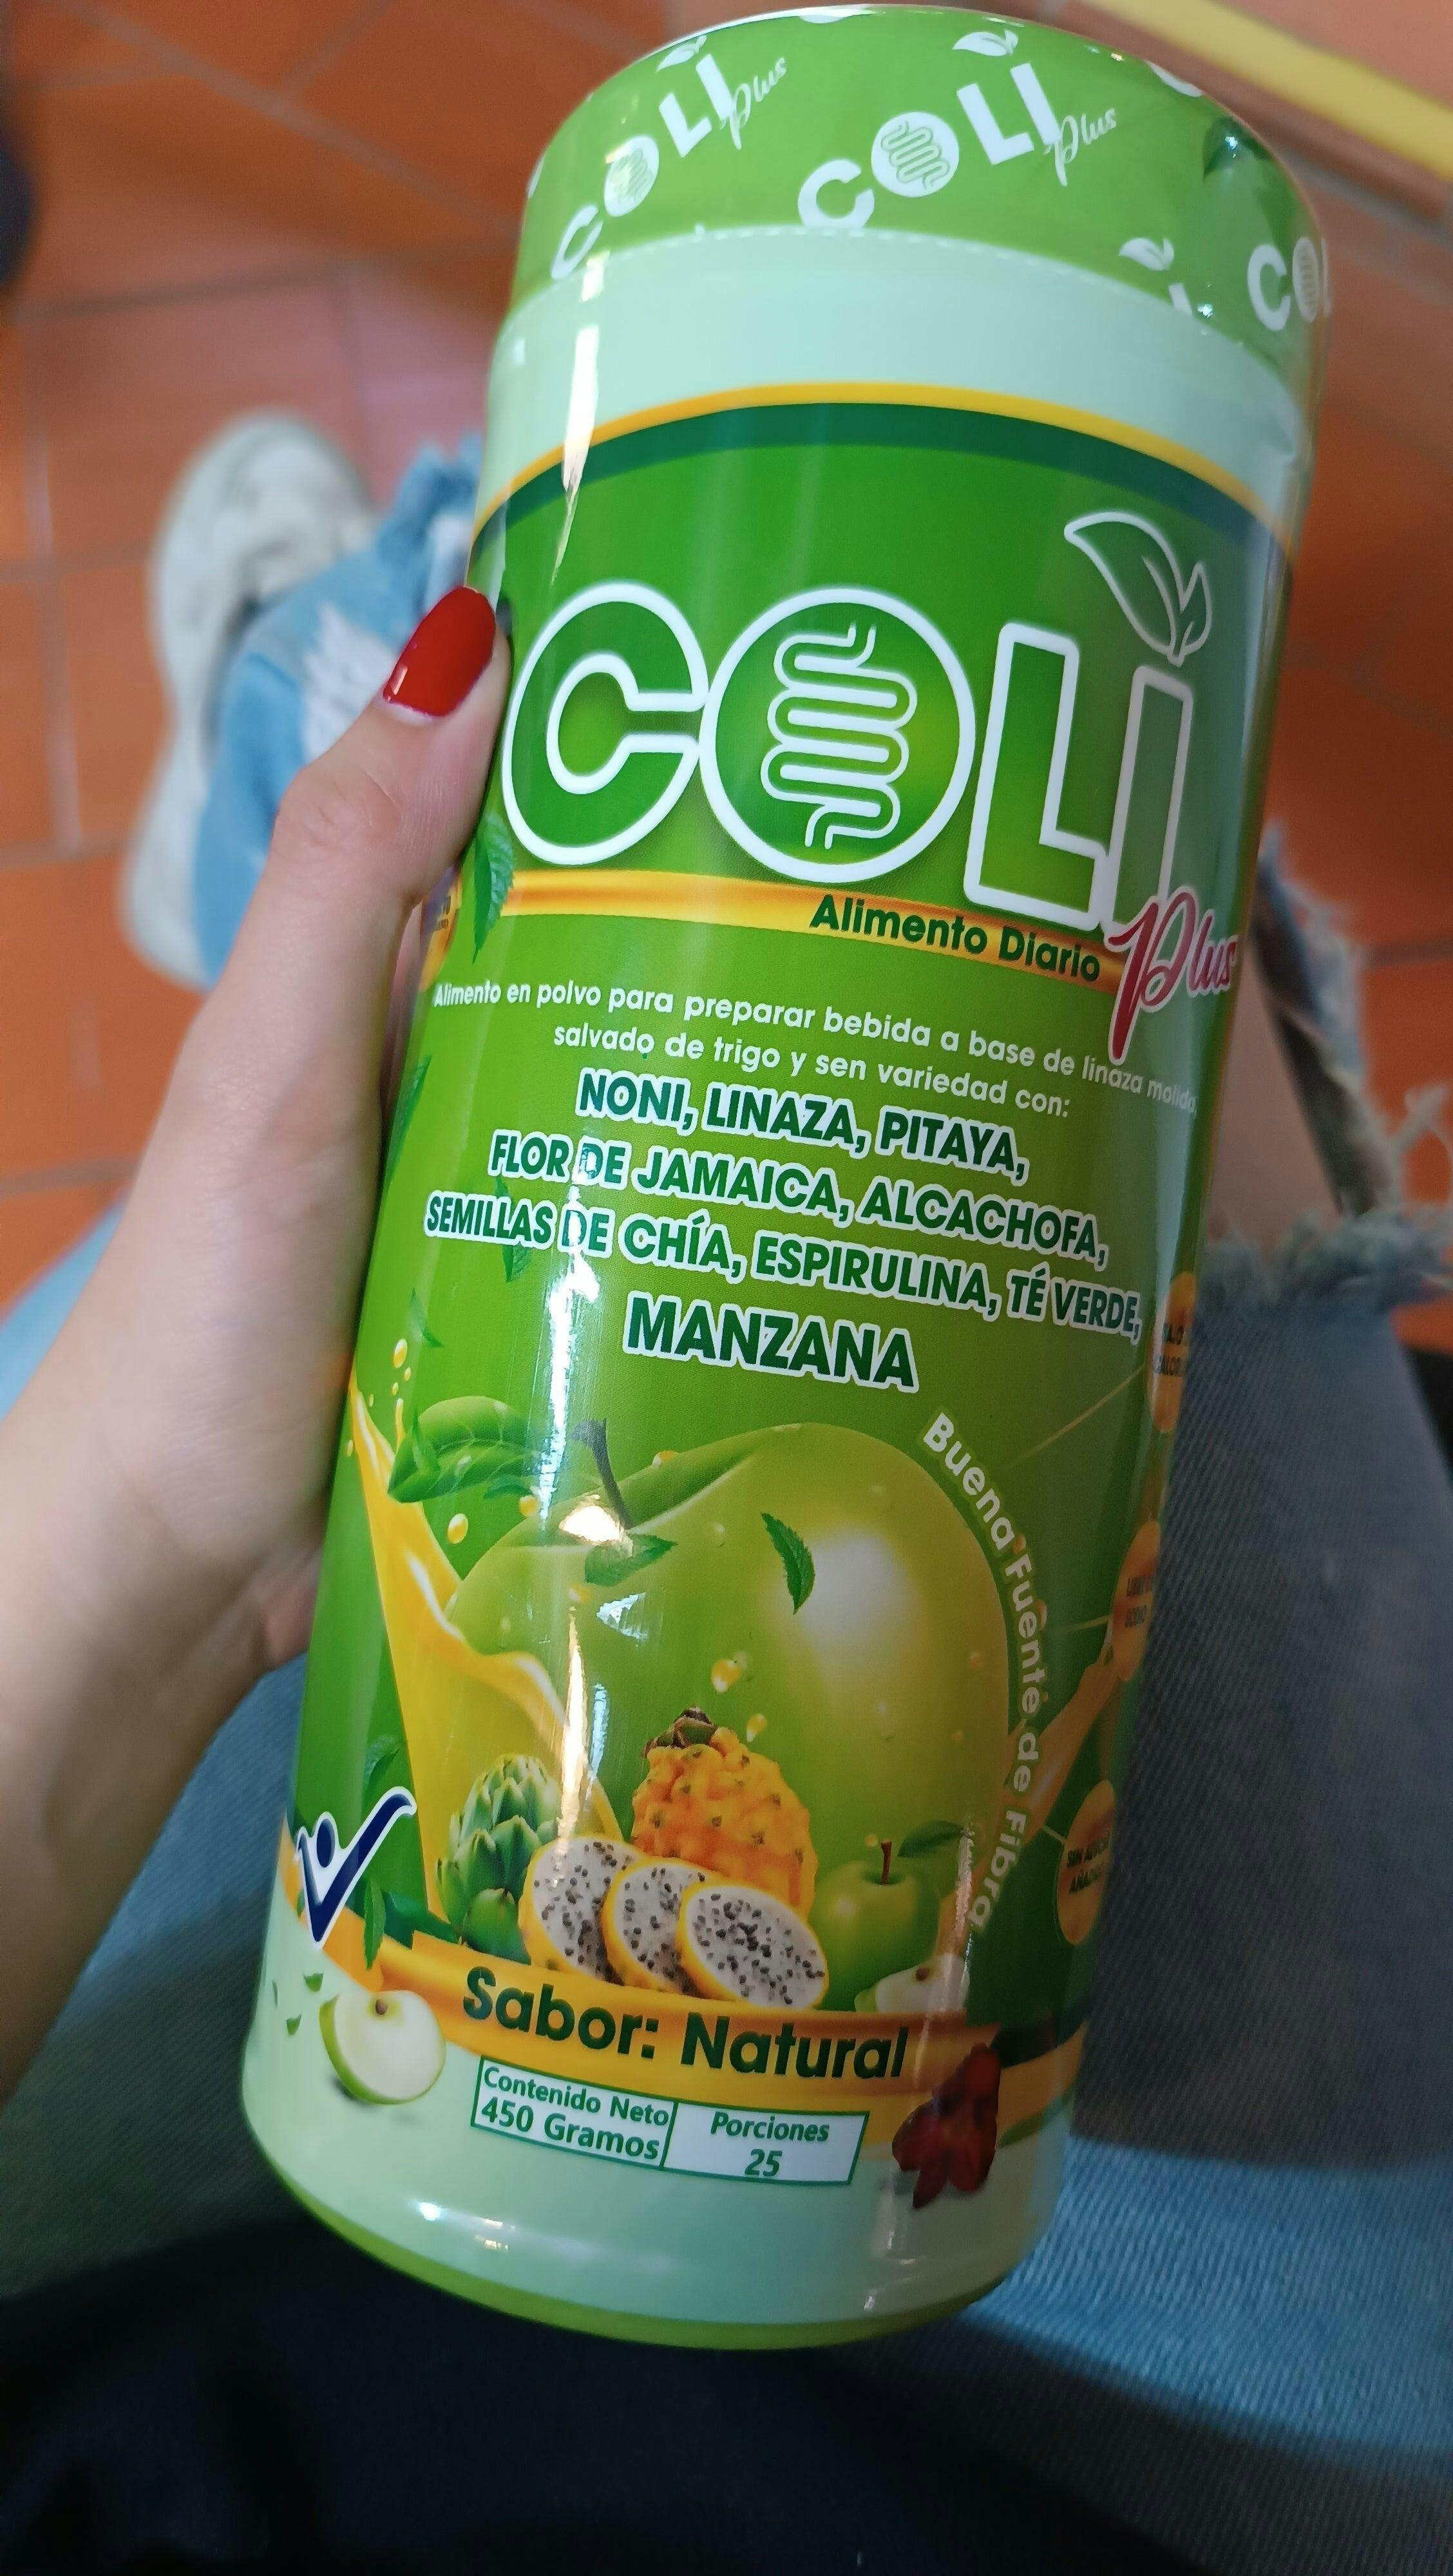 COLI Plus
COLI Plus
COLI
COLI
Plus
Alimento Diario
Alimento en polvo para preparar bebida a base de linaza molida,
salvado de trigo y sen variedad con:
NONI, LINAZA, PITAYA,
FLOR DE JAMAICA, ALCACHOFA,
SEMILLAS DE CHÍA, ESPIRULINA, TÉ VERDE,
MANZANA
Buena Fuente de Fibra
Sabor: Natural
Contenido Neto
450 Gramos
Porciones
25